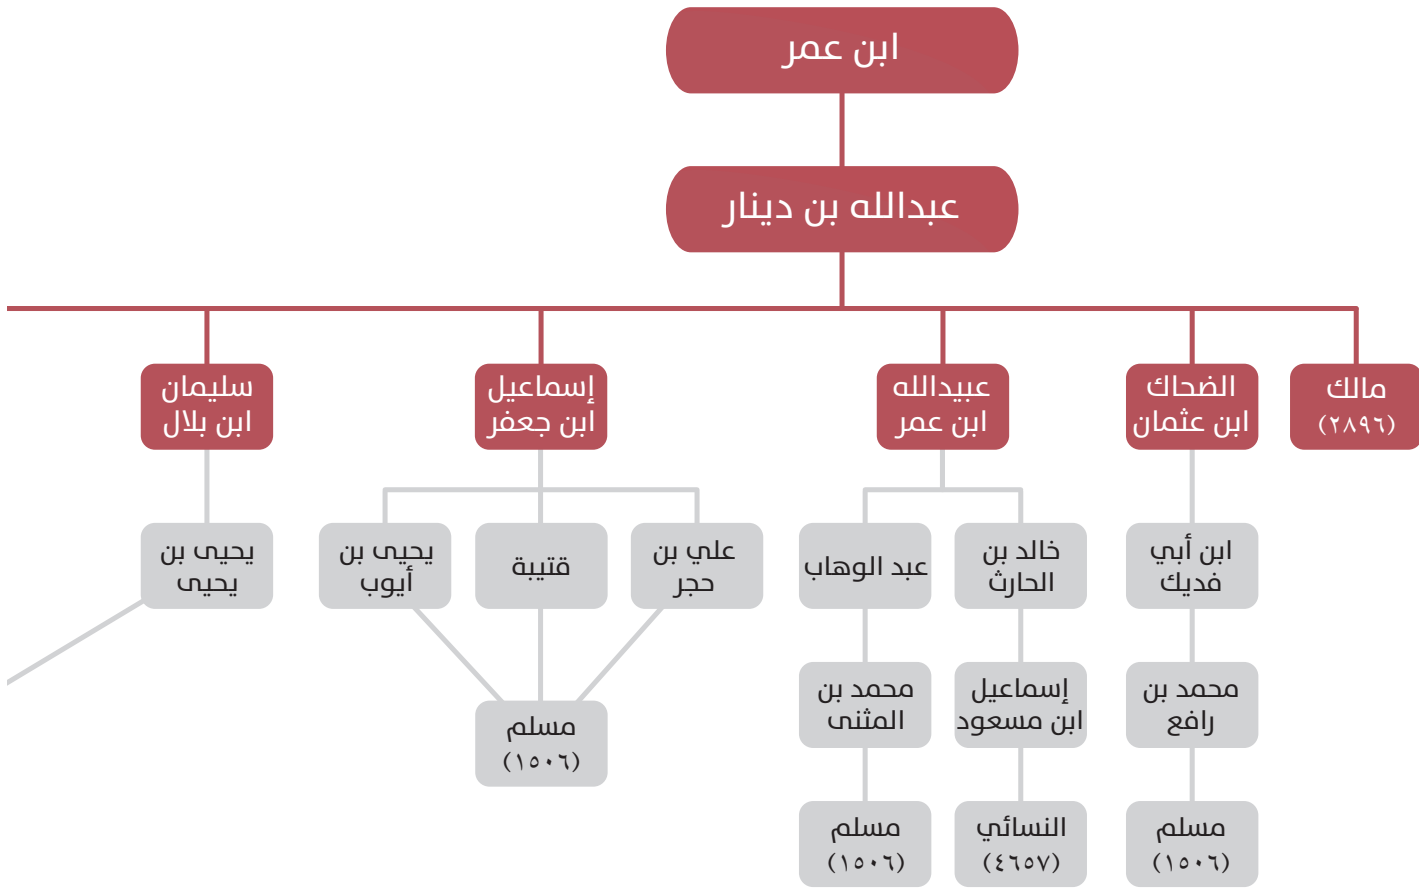 ابن عمر
عبدالله بن دينار
مالك
(٢٨٩٦)
الضحاك
ابن عثمان
عبيدالله
ابن عمر
إسماعيل
ابن جعفر
سليمان
ابن بلال
ابن أبي
فديك
خالد بن
الحارث
عبد الوهاب
علي بن
حجر
قتيبة
يحيى بن
أيوب
يحيى بن
يحيى
محمد بن
رافع
إسماعيل
ابن مسعود
محمد بن
المثنى
مسلم
(١٥٠٦)
مسلم
(١٥٠٦)
النسائي
(٤٦٥٧)
مسلم
(١٥٠٦)